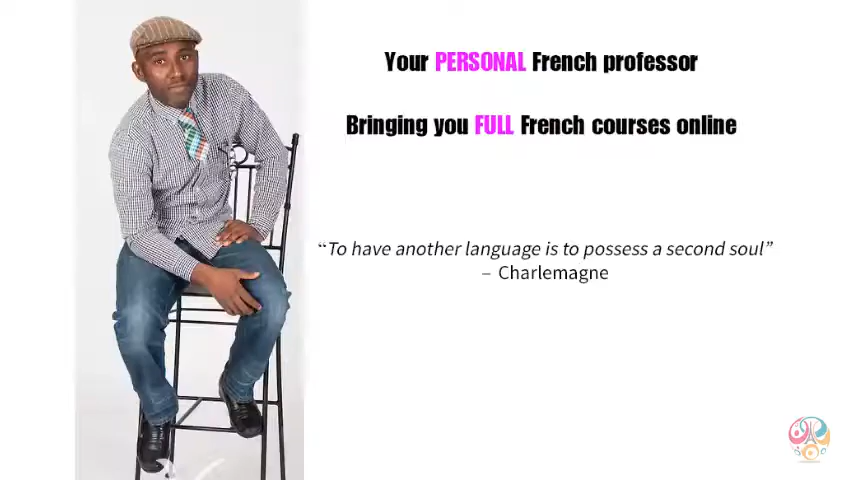 Your PERSONAL French professor
Bringing you FULL French courses online
“To have another language is to possess a second soul”
– Charlemagne